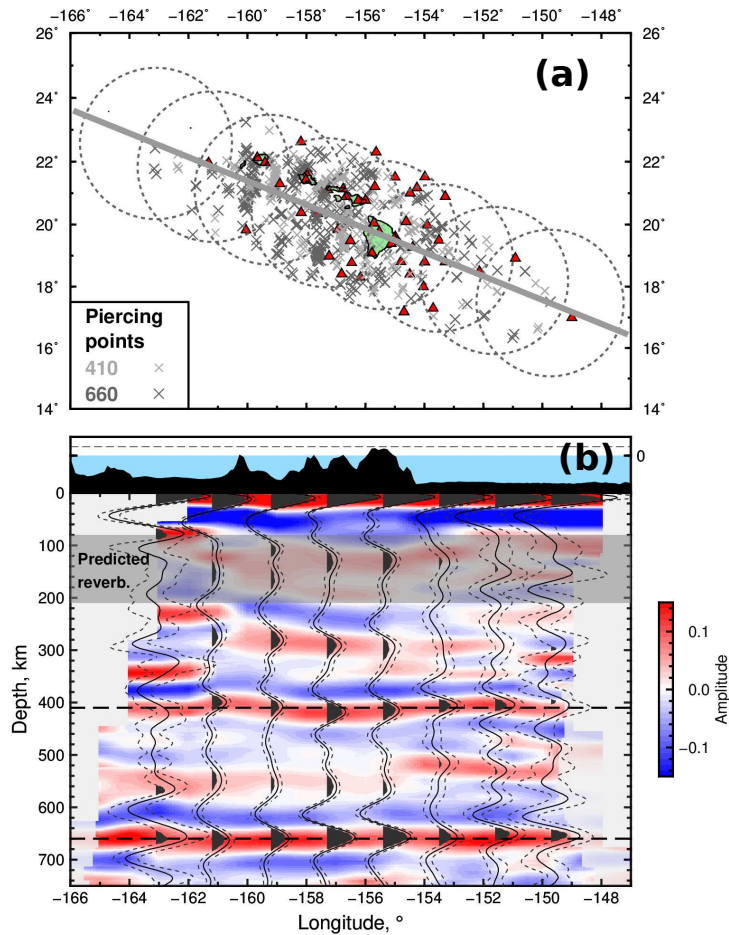 −166˚ −164˚ −162˚ −160˚ −158˚ −156˚ −154˚ −152˚ −150˚ −148˚
26˚ 26˚
(a)
24˚ 24˚
22˚ 22˚
20˚ 20˚
18˚ 18˚
Piercing
points
410 ×
660 ×
16˚ 16˚
14˚ 14˚
(b)
0
0
100
Predicted
reverb.
200
300
400
500
600
700
Depth, km
0.1
0.0
−0.1
Amplitude
−166 −164 −162 −160 −158 −156 −154 −152 −150 −148
Longitude, °